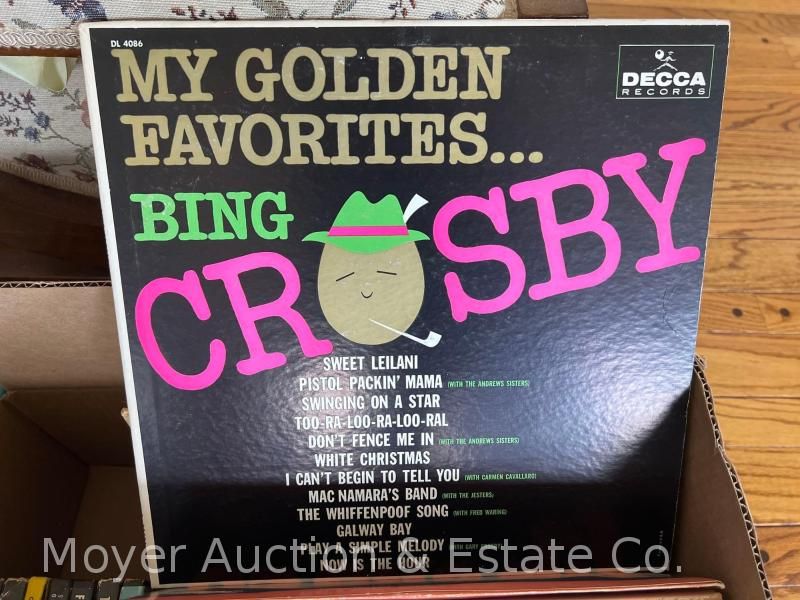 DL 4086
MY GOLDEN
FAVORITES...
DECCA
RECORDS
BING
CROSBY
SWEET LEILANI
PISTOL PACKIN' MAMA (WITH THE ANDREWS SISTERS)
SWINGING ON A STAR
TOO-RA-LOO-RA-LOO-RAL
DON'T FENCE ME IN (WITH THE ANDREWS SISTERS)
WHITE CHRISTMAS
I CAN'T BEGIN TO TELL YOU (WITH CARMEN CAVALLARO)
MAC NAMARA'S BAND (WITH THE JESTERS)
THE WHIFFENPOOF SONG (WITH FRED WARING)
GALWAY BAY
PLAY A SIMPLE MELODY (WITH GARY CROSBY)
NOW IS THE HOUR
Moyer Auction & Estate Co.